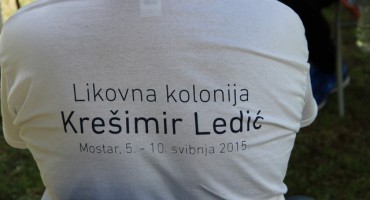 Likovna kolonija
Krešimir Ledić
Mostar, 5. - 10. svibnja 2015